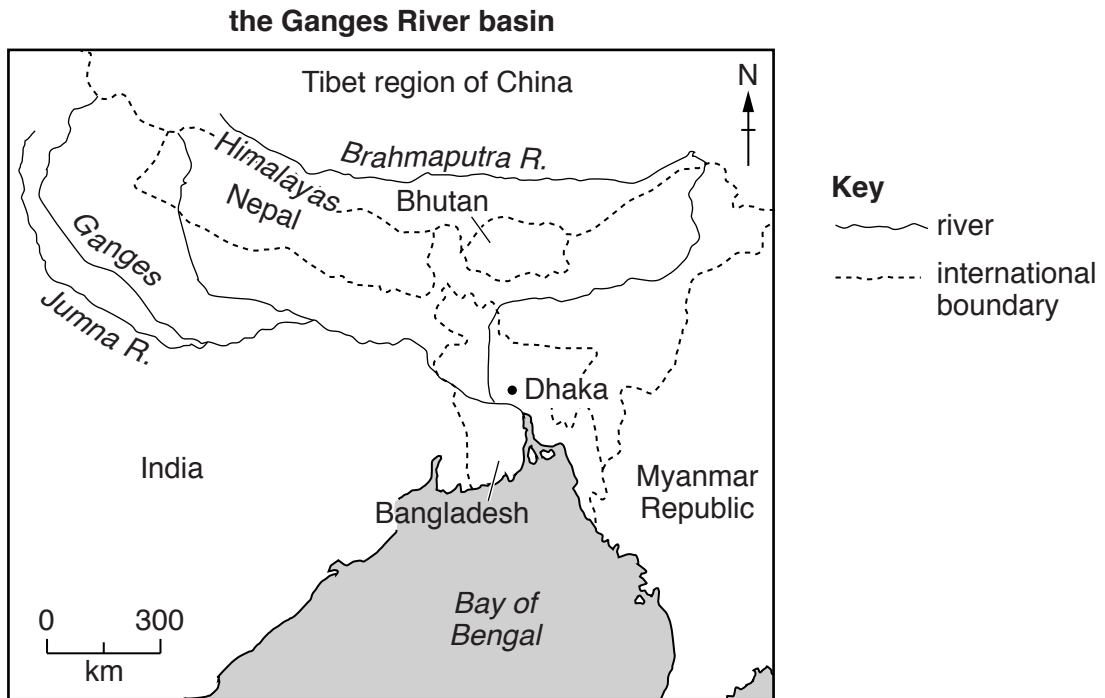 the Ganges River basin
Tibet region of China
N
Himalayas
Brahmaputra R.
Nepal
Bhutan
Ganges
Jumna R.
Dhaka
India
Bangladesh
Myanmar
Republic
Bay of
Bengal
0 300
km
Key
river
international
boundary